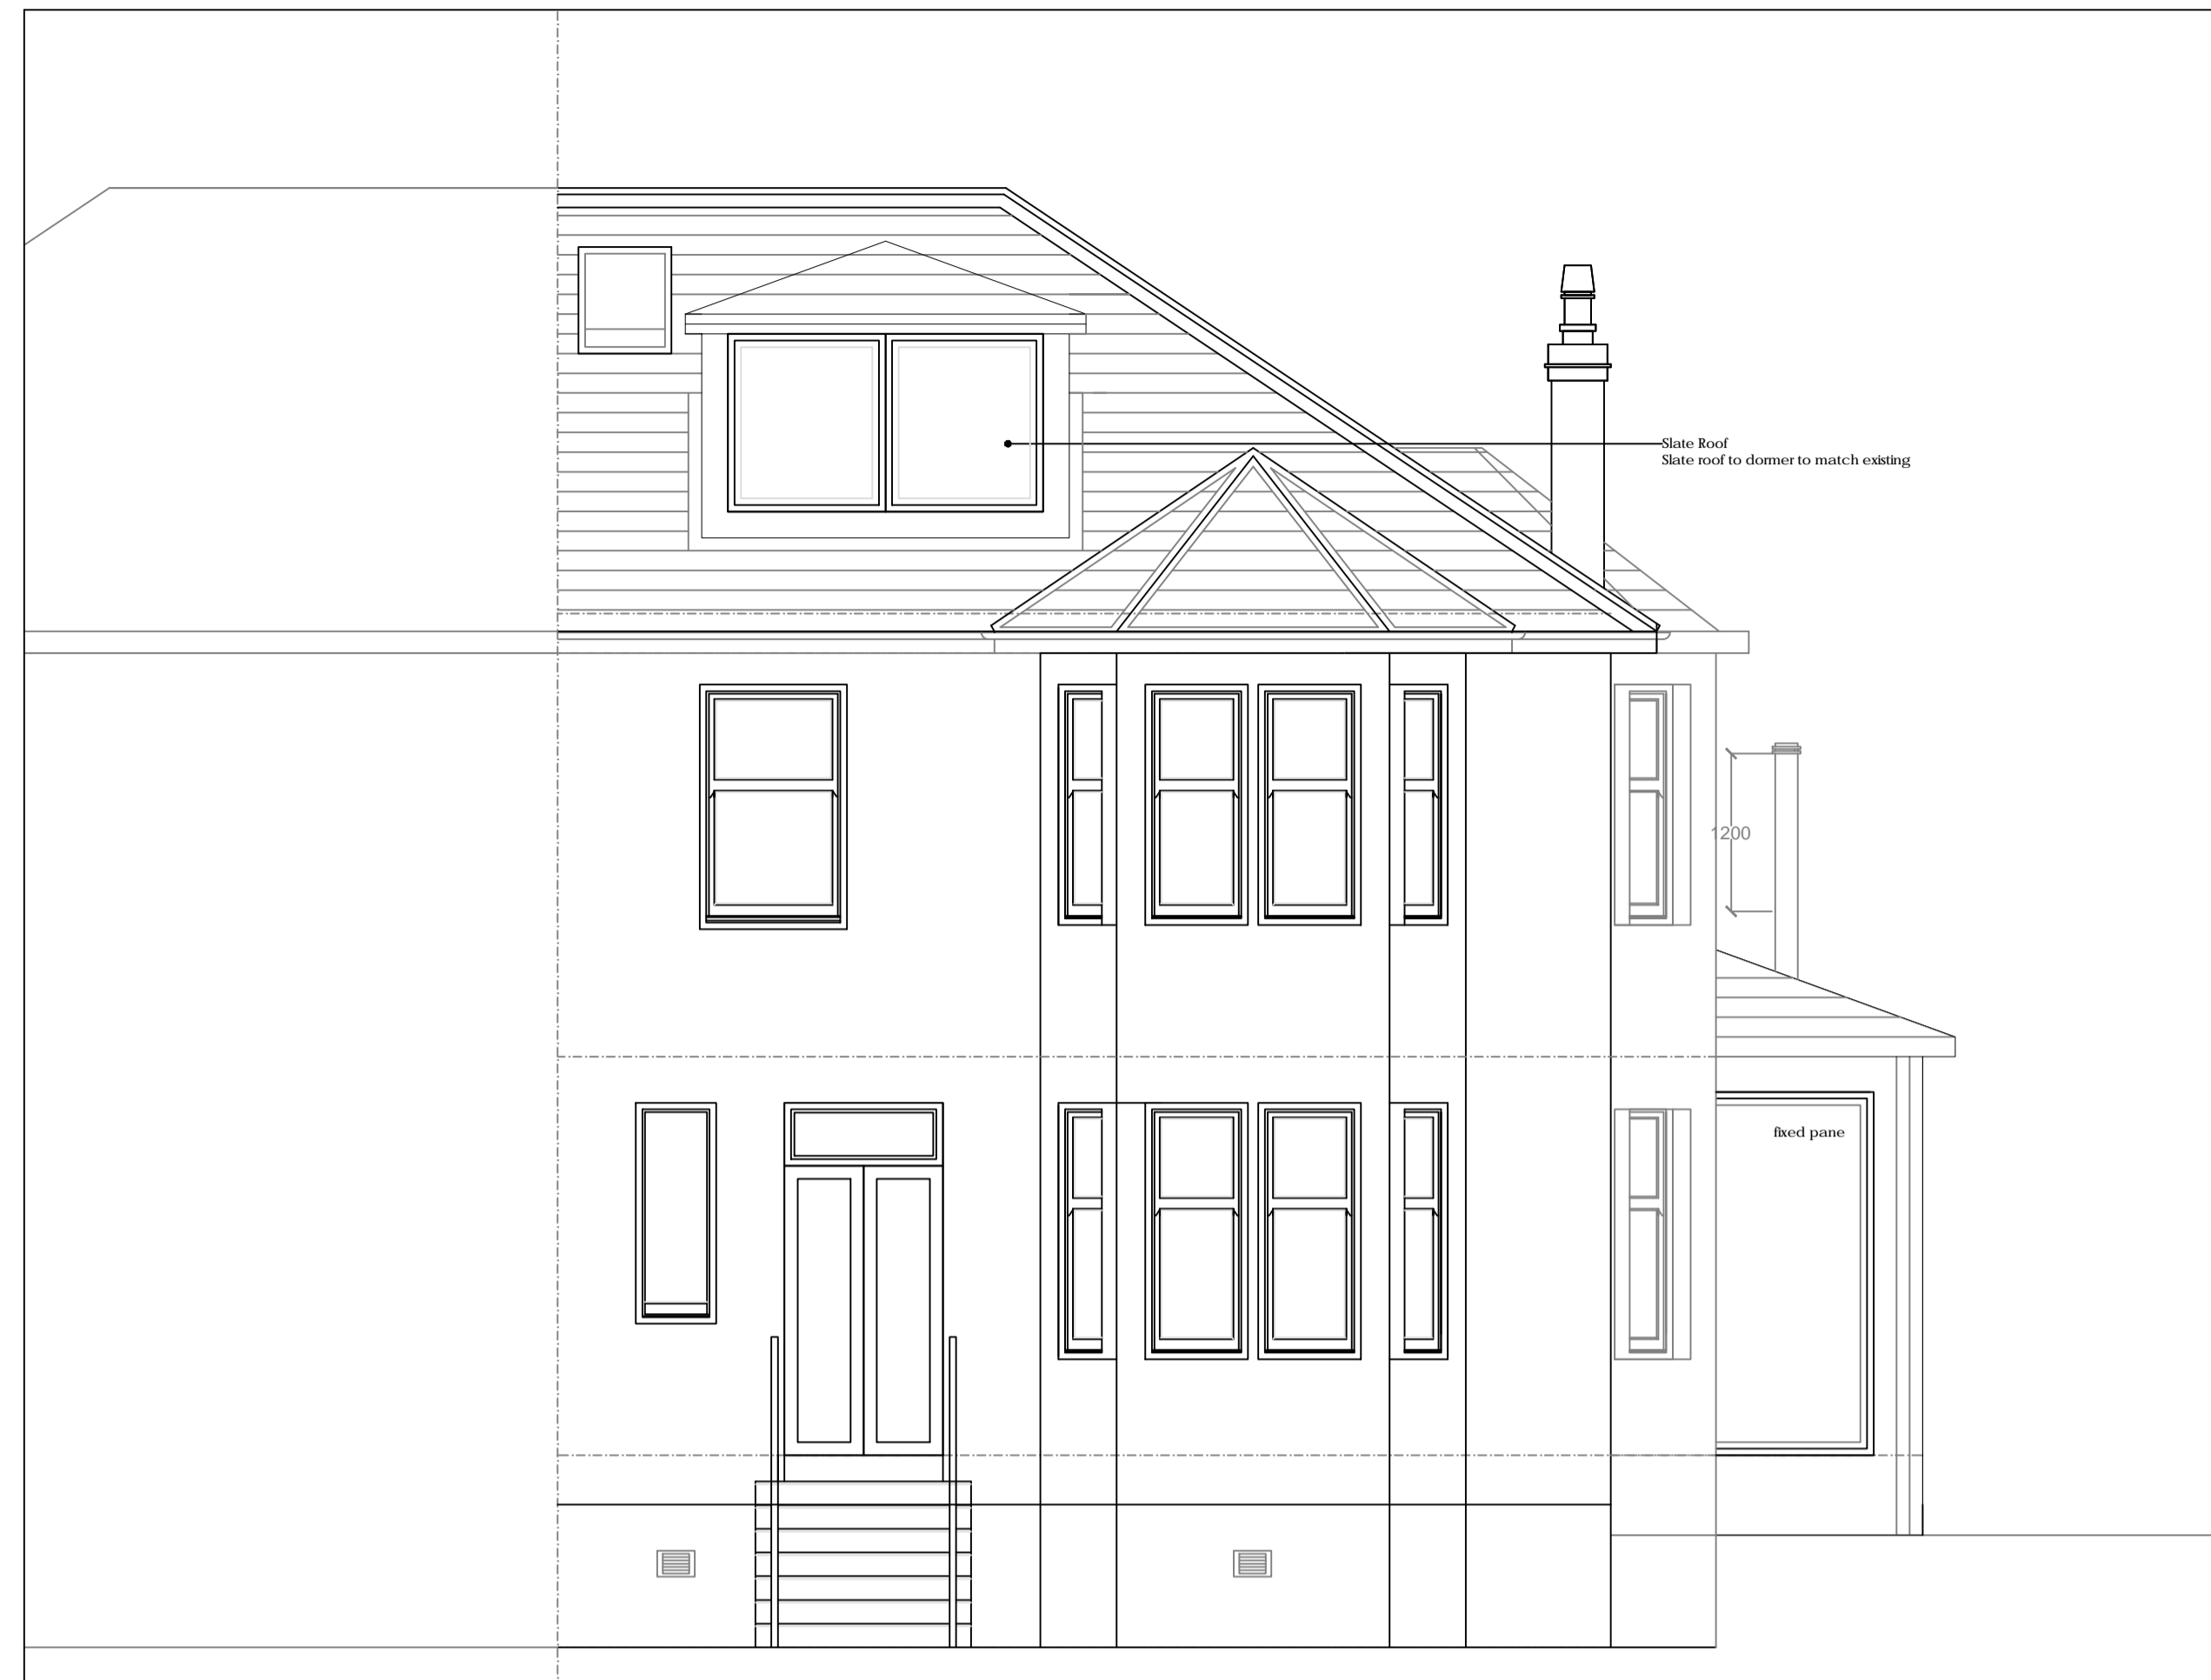 Slate Roof
Slate roof to dormer to match existing
1200
fixed pane